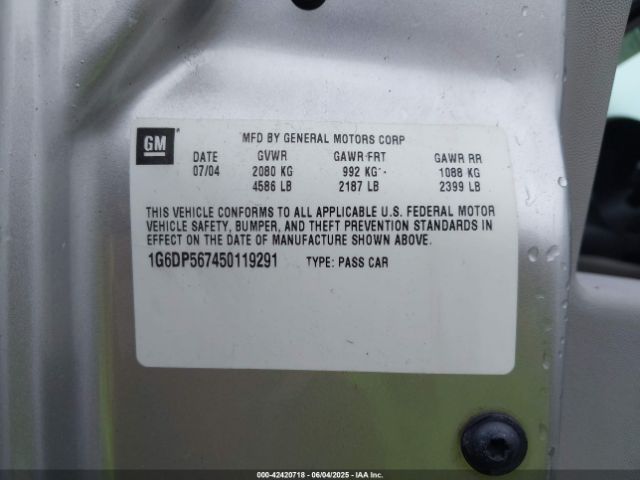 GM
MFD BY GENERAL MOTORS CORP
DATE GVWR GAWR FRT GAWR RR
07/04 2080 KG 992 KG 1088 KG
4586 LB 2187 LB 2399 LB
THIS VEHICLE CONFORMS TO ALL APPLICABLE U.S. FEDERAL MOTOR
VEHICLE SAFETY, BUMPER, AND THEFT PREVENTION STANDARDS IN
EFFECT ON THE DATE OF MANUFACTURE SHOWN ABOVE.
1G6DP567450119291 TYPE: PASS CAR
000-42420718 - 06/04/2025 - IAA Inc.